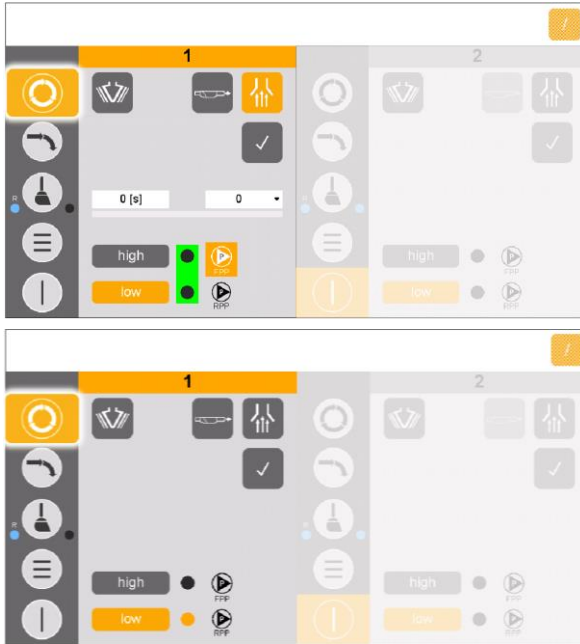 1 2
R R
0 [s] 0
high FPP high FPP
low RPP low RPP
1 2
R R
high FPP high FPP
low RPP low RPP